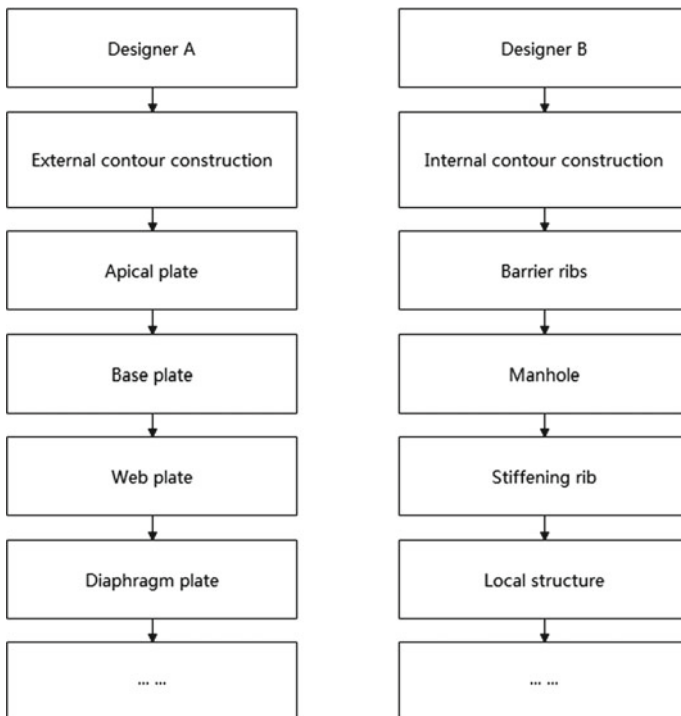 Designer A
External contour construction
Apical plate
Base plate
Web plate
Diaphragm plate
... ...
Designer B
Internal contour construction
Barrier ribs
Manhole
Stiffening rib
Local structure
... ...